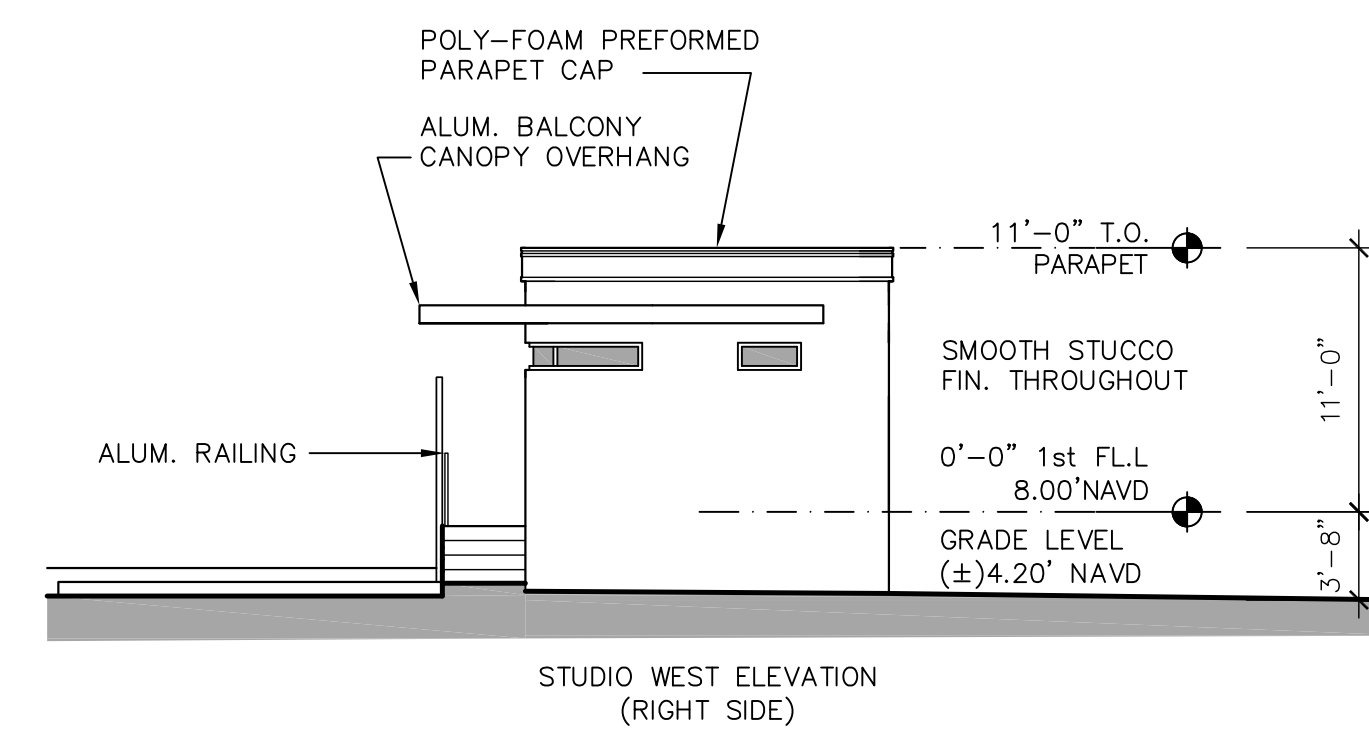 POLY-FOAM PREFORMED
PARAPET CAP
ALUM. BALCONY
CANOPY OVERHANG
11'-0" T.O.
PARAPET
SMOOTH STUCCO
FIN. THROUGHOUT
11'-0"
ALUM. RAILING
0'-0" 1st FL.L
8.00'NAVD
GRADE LEVEL
(±)4.20' NAVD
3'-8"
STUDIO WEST ELEVATION
(RIGHT SIDE)